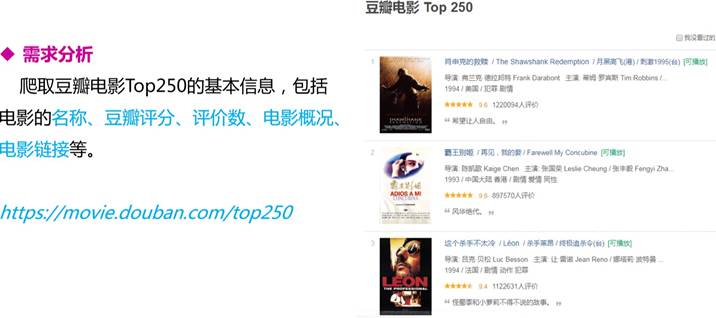 ◆ 需求分析
爬取豆瓣电影Top250的基本信息，包括
电影的名称、豆瓣评分、评价数、电影概况、
电影链接等。
https://movie.douban.com/top250
豆瓣电影 Top 250
我没看过的
1
肖申克的救赎 / The Shawshank Redemption / 月黑高飞(港) / 刺激1995(台) [可播放]
导演: 弗兰克·德拉邦特 Frank Darabont 主演: 蒂姆·罗宾斯 Tim Robbins /...
1994 / 美国 / 犯罪 剧情
9.6 1220094人评价
“ 希望让人自由。 ”
2
霸王别姬 / 再见，我的妾 / Farewell My Concubine [可播放]
导演: 陈凯歌 Kaige Chen 主演: 张国荣 Leslie Cheung / 张丰毅 Fengyi Zha...
1993 / 中国大陆 香港 / 剧情 爱情 同性
9.6 897570人评价
“ 风华绝代。 ”
ADIOS A MI
CONCUBINA
3
这个杀手不太冷 / Léon / 杀手莱昂 / 终极追杀令(台) [可播放]
导演: 吕克·贝松 Luc Besson 主演: 让·雷诺 Jean Reno / 娜塔莉·波特曼 ...
1994 / 法国 / 剧情 动作 犯罪
9.4 1122631人评价
“ 怪蜀黍和小萝莉不得不说的故事。 ”
LEON
THE PROFESSIONAL